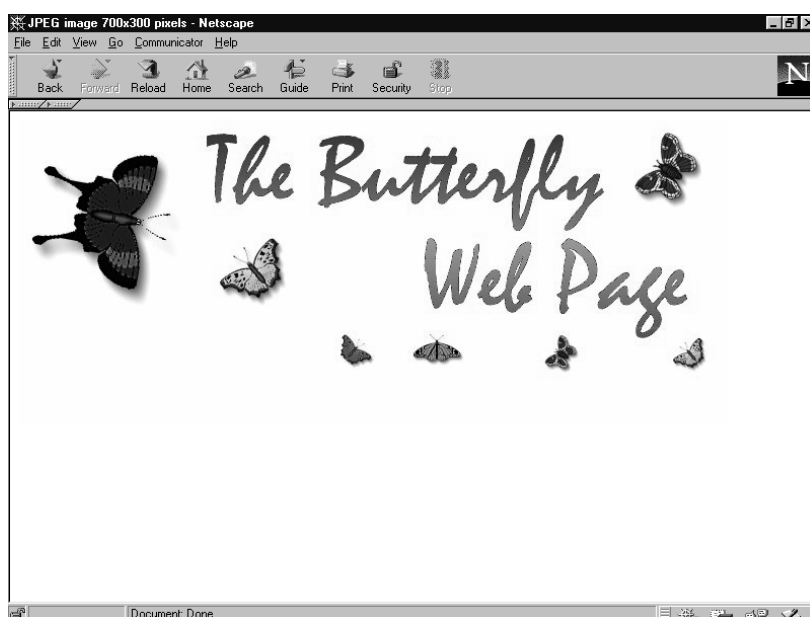 JPEG image 700x300 pixels - Netscape
File Edit View Go Communicator Help
Back Forward Reload Home Search Guide Print Security Stop
N
The Butterfly
Web Page
Document: Done